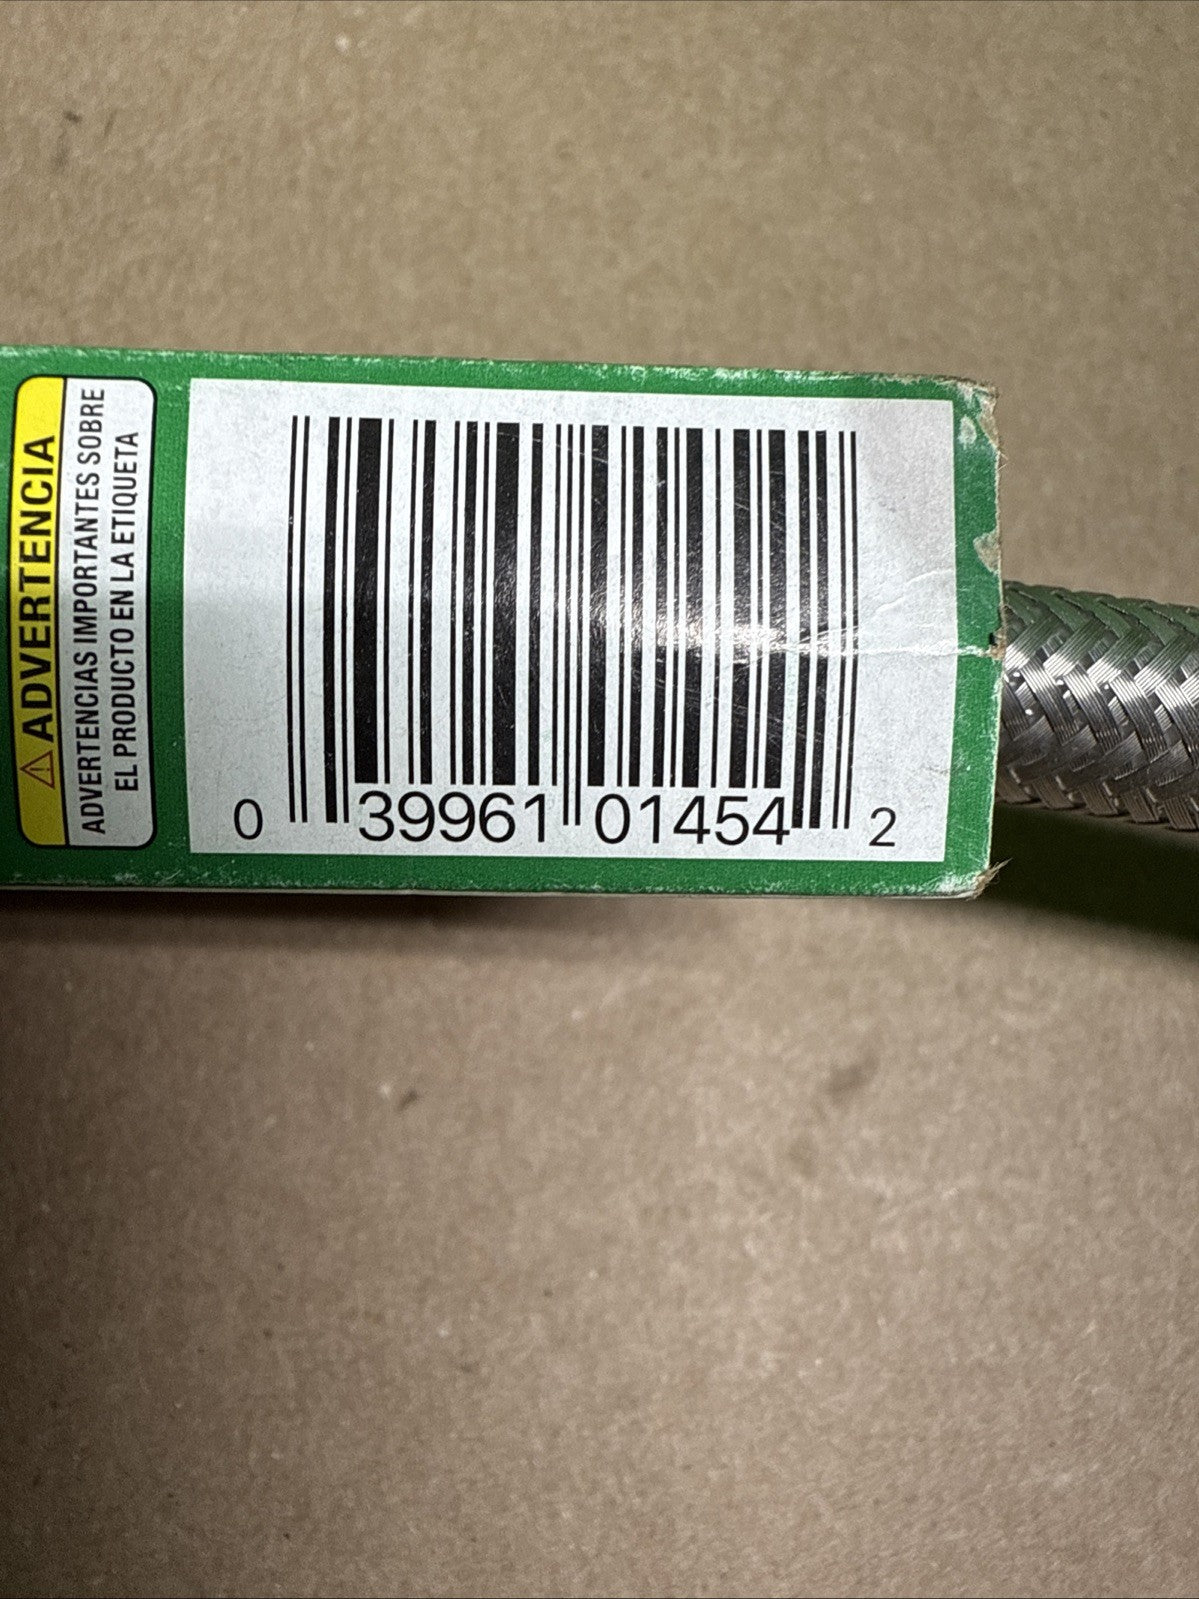 ADVERTENCIA
ADVERTENCIAS IMPORTANTES SOBRE
EL PRODUCTO EN LA ETIQUETA
0 39961 01454 2